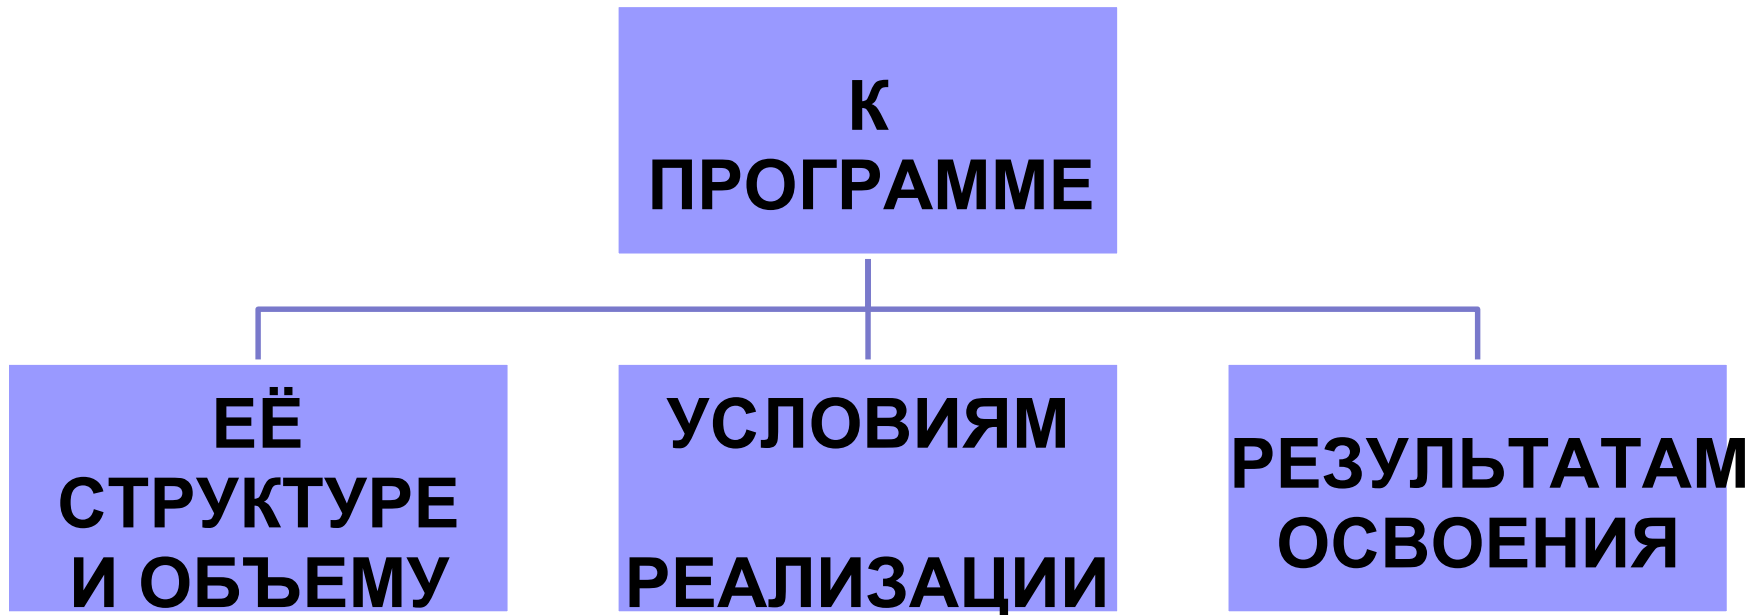 К
ПРОГРАММЕ
ЕЁ
СТРУКТУРЕ
И ОБЪЕМУ
УСЛОВИЯМ
РЕАЛИЗАЦИИ
РЕЗУЛЬТАТАМ
ОСВОЕНИЯ